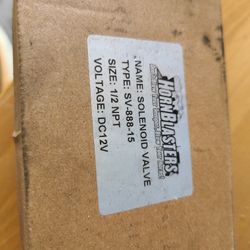 HORNBLASTERS
NAME: SOLENOID VALVE
TYPE: SV-888-15
SIZE: 1/2 NPT
VOLTAGE: DC12V